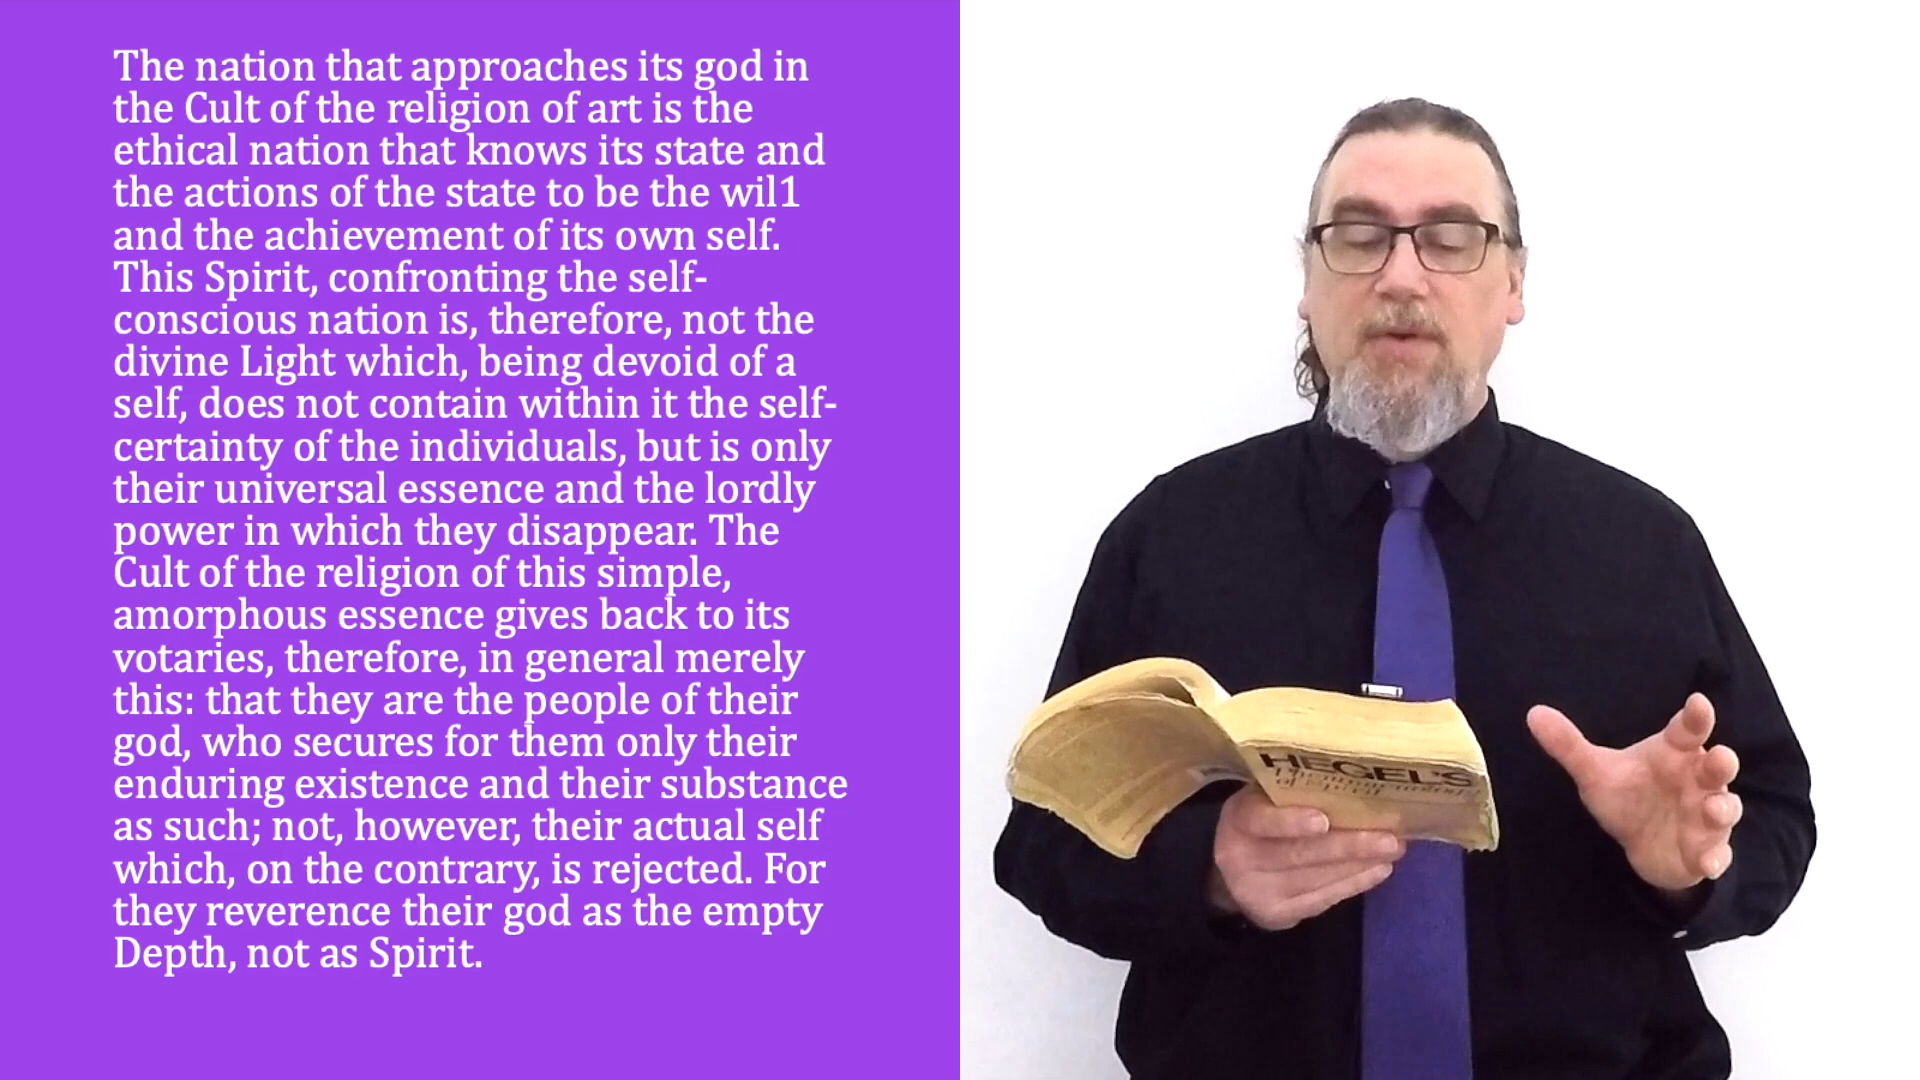 The nation that approaches its god in
the Cult of the religion of art is the
ethical nation that knows its state and
the actions of the state to be the wil1
and the achievement of its own self.
This Spirit, confronting the self-
conscious nation is, therefore, not the
divine Light which, being devoid of a
self, does not contain within it the self-
certainty of the individuals, but is only
their universal essence and the lordly
power in which they disappear. The
Cult of the religion of this simple,
amorphous essence gives back to its
votaries, therefore, in general merely
this: that they are the people of their
god, who secures for them only their
enduring existence and their substance
as such; not, however, their actual self
which, on the contrary, is rejected. For
they reverence their god as the empty
Depth, not as Spirit.
HEGEL'S
Phenomenology
of Spirit